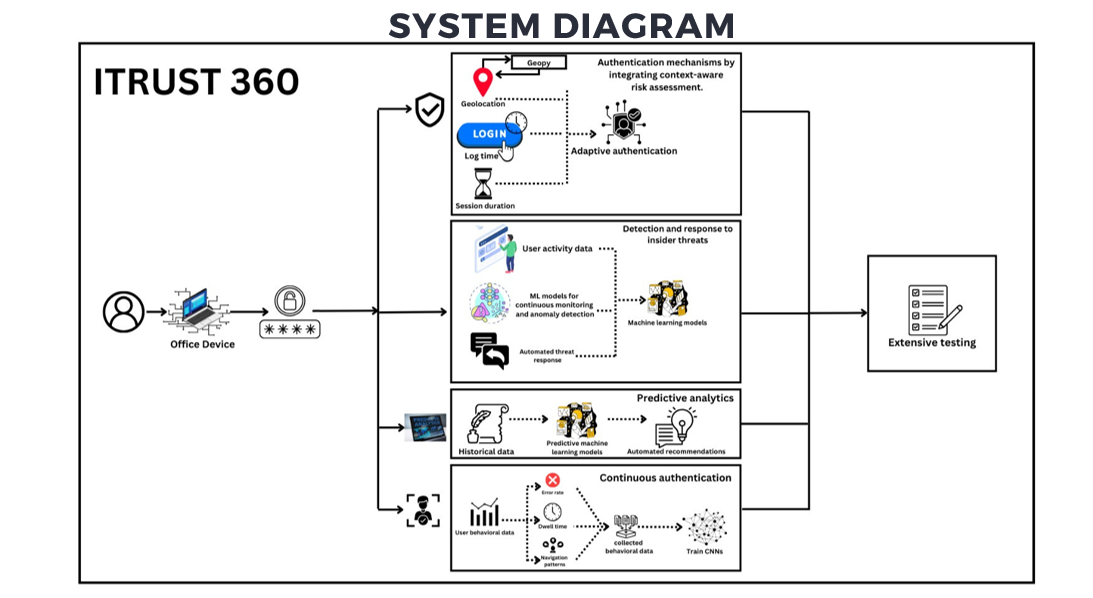 SYSTEM DIAGRAM
ITRUST 360
Geopy
Geolocation
LOGIN
Log time
Session duration
Authentication mechanisms by
integrating context-aware
risk assessment.
Adaptive authentication
Detection and response to
insider threats
User activity data
ML models for
continuous monitoring
and anomaly detection
Automated threat
response
Machine learning models
Office Device
****
Predictive analytics
Historical data
Predictive machine
learning models
Automated recommendations
Continuous authentication
User behavioral data
Error rate
Dwell time
Navigation
patterns
collected
behavioral data
Train CNNs
Extensive testing